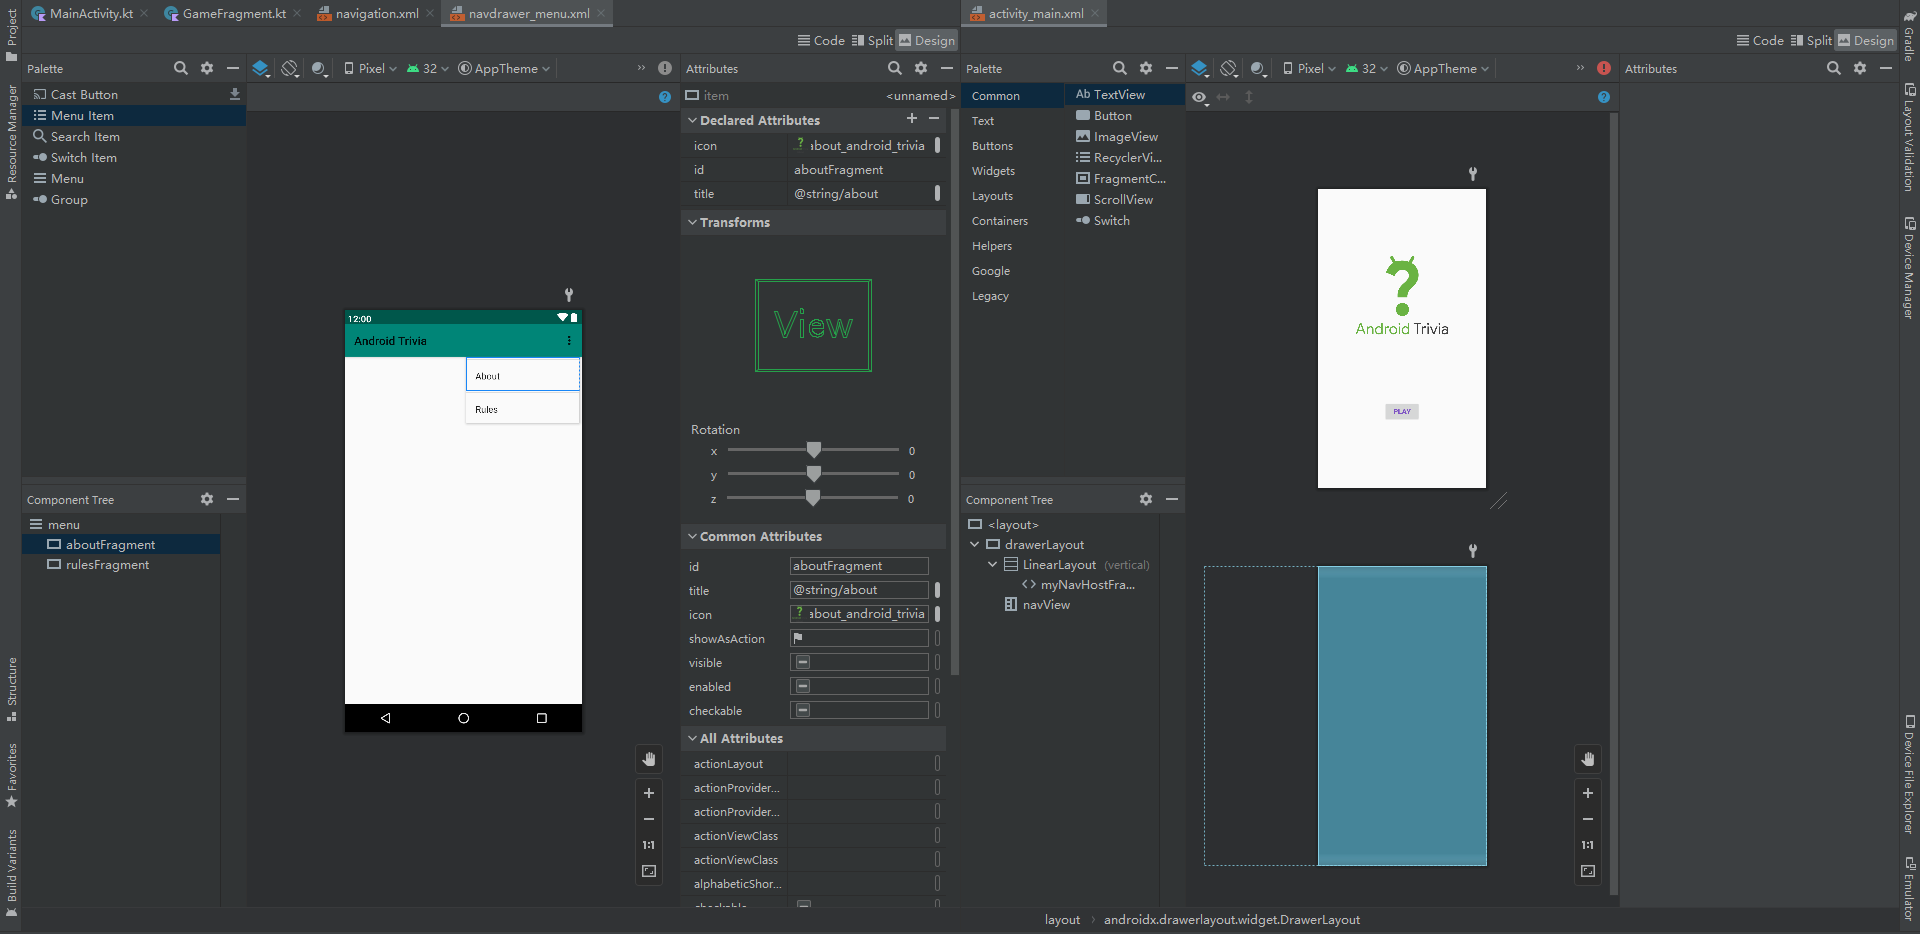 MainActivity.kt
GameFragment.kt
navigation.xml
navdrawer_menu.xml
activity_main.xml
Code
Split
Design
Code
Split
Design
Project
Resource Manager
Structure
Favorites
Build Variants
Palette
Pixel
32
AppTheme
Cast Button
Menu Item
Search Item
Switch Item
Menu
Group
Component Tree
menu
aboutFragment
rulesFragment
12:00
Android Trivia
About
Rules
1:1
Attributes
item
<unnamed>
Declared Attributes
icon
about_android_trivia
id
aboutFragment
title
@string/about
Transforms
View
Rotation
x
0
y
0
z
0
Common Attributes
id
aboutFragment
title
@string/about
icon
about_android_trivia
showAsAction
visible
enabled
checkable
All Attributes
actionLayout
actionProvider...
actionProvider...
actionViewClass
actionViewClass
alphabeticShor...
checkable
Palette
Common
Text
Buttons
Widgets
Layouts
Containers
Helpers
Google
Legacy
Ab TextView
Button
ImageView
RecyclerVi...
FragmentC...
ScrollView
Switch
Component Tree
<layout>
drawerLayout
LinearLayout (vertical)
<> myNavHostFra...
navView
Pixel
32
AppTheme
Android Trivia
PLAY
1:1
Attributes
layout
androidx.drawerlayout.widget.DrawerLayout
Gradle
Layout Validation
Device Manager
Device File Explorer
Emulator